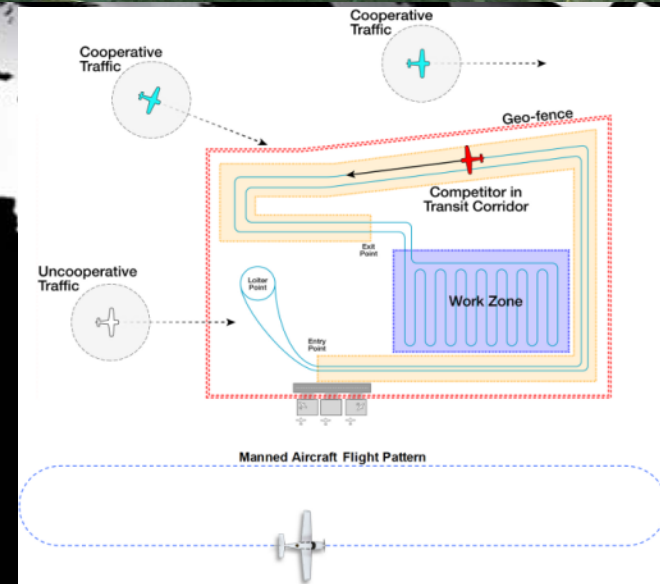 Cooperative
Traffic
Cooperative
Traffic
Geo-fence
Competitor in
Transit Corridor
Exit
Point
Uncooperative
Traffic
Loiter
Point
Work Zone
Entry
Point
Manned Aircraft Flight Pattern